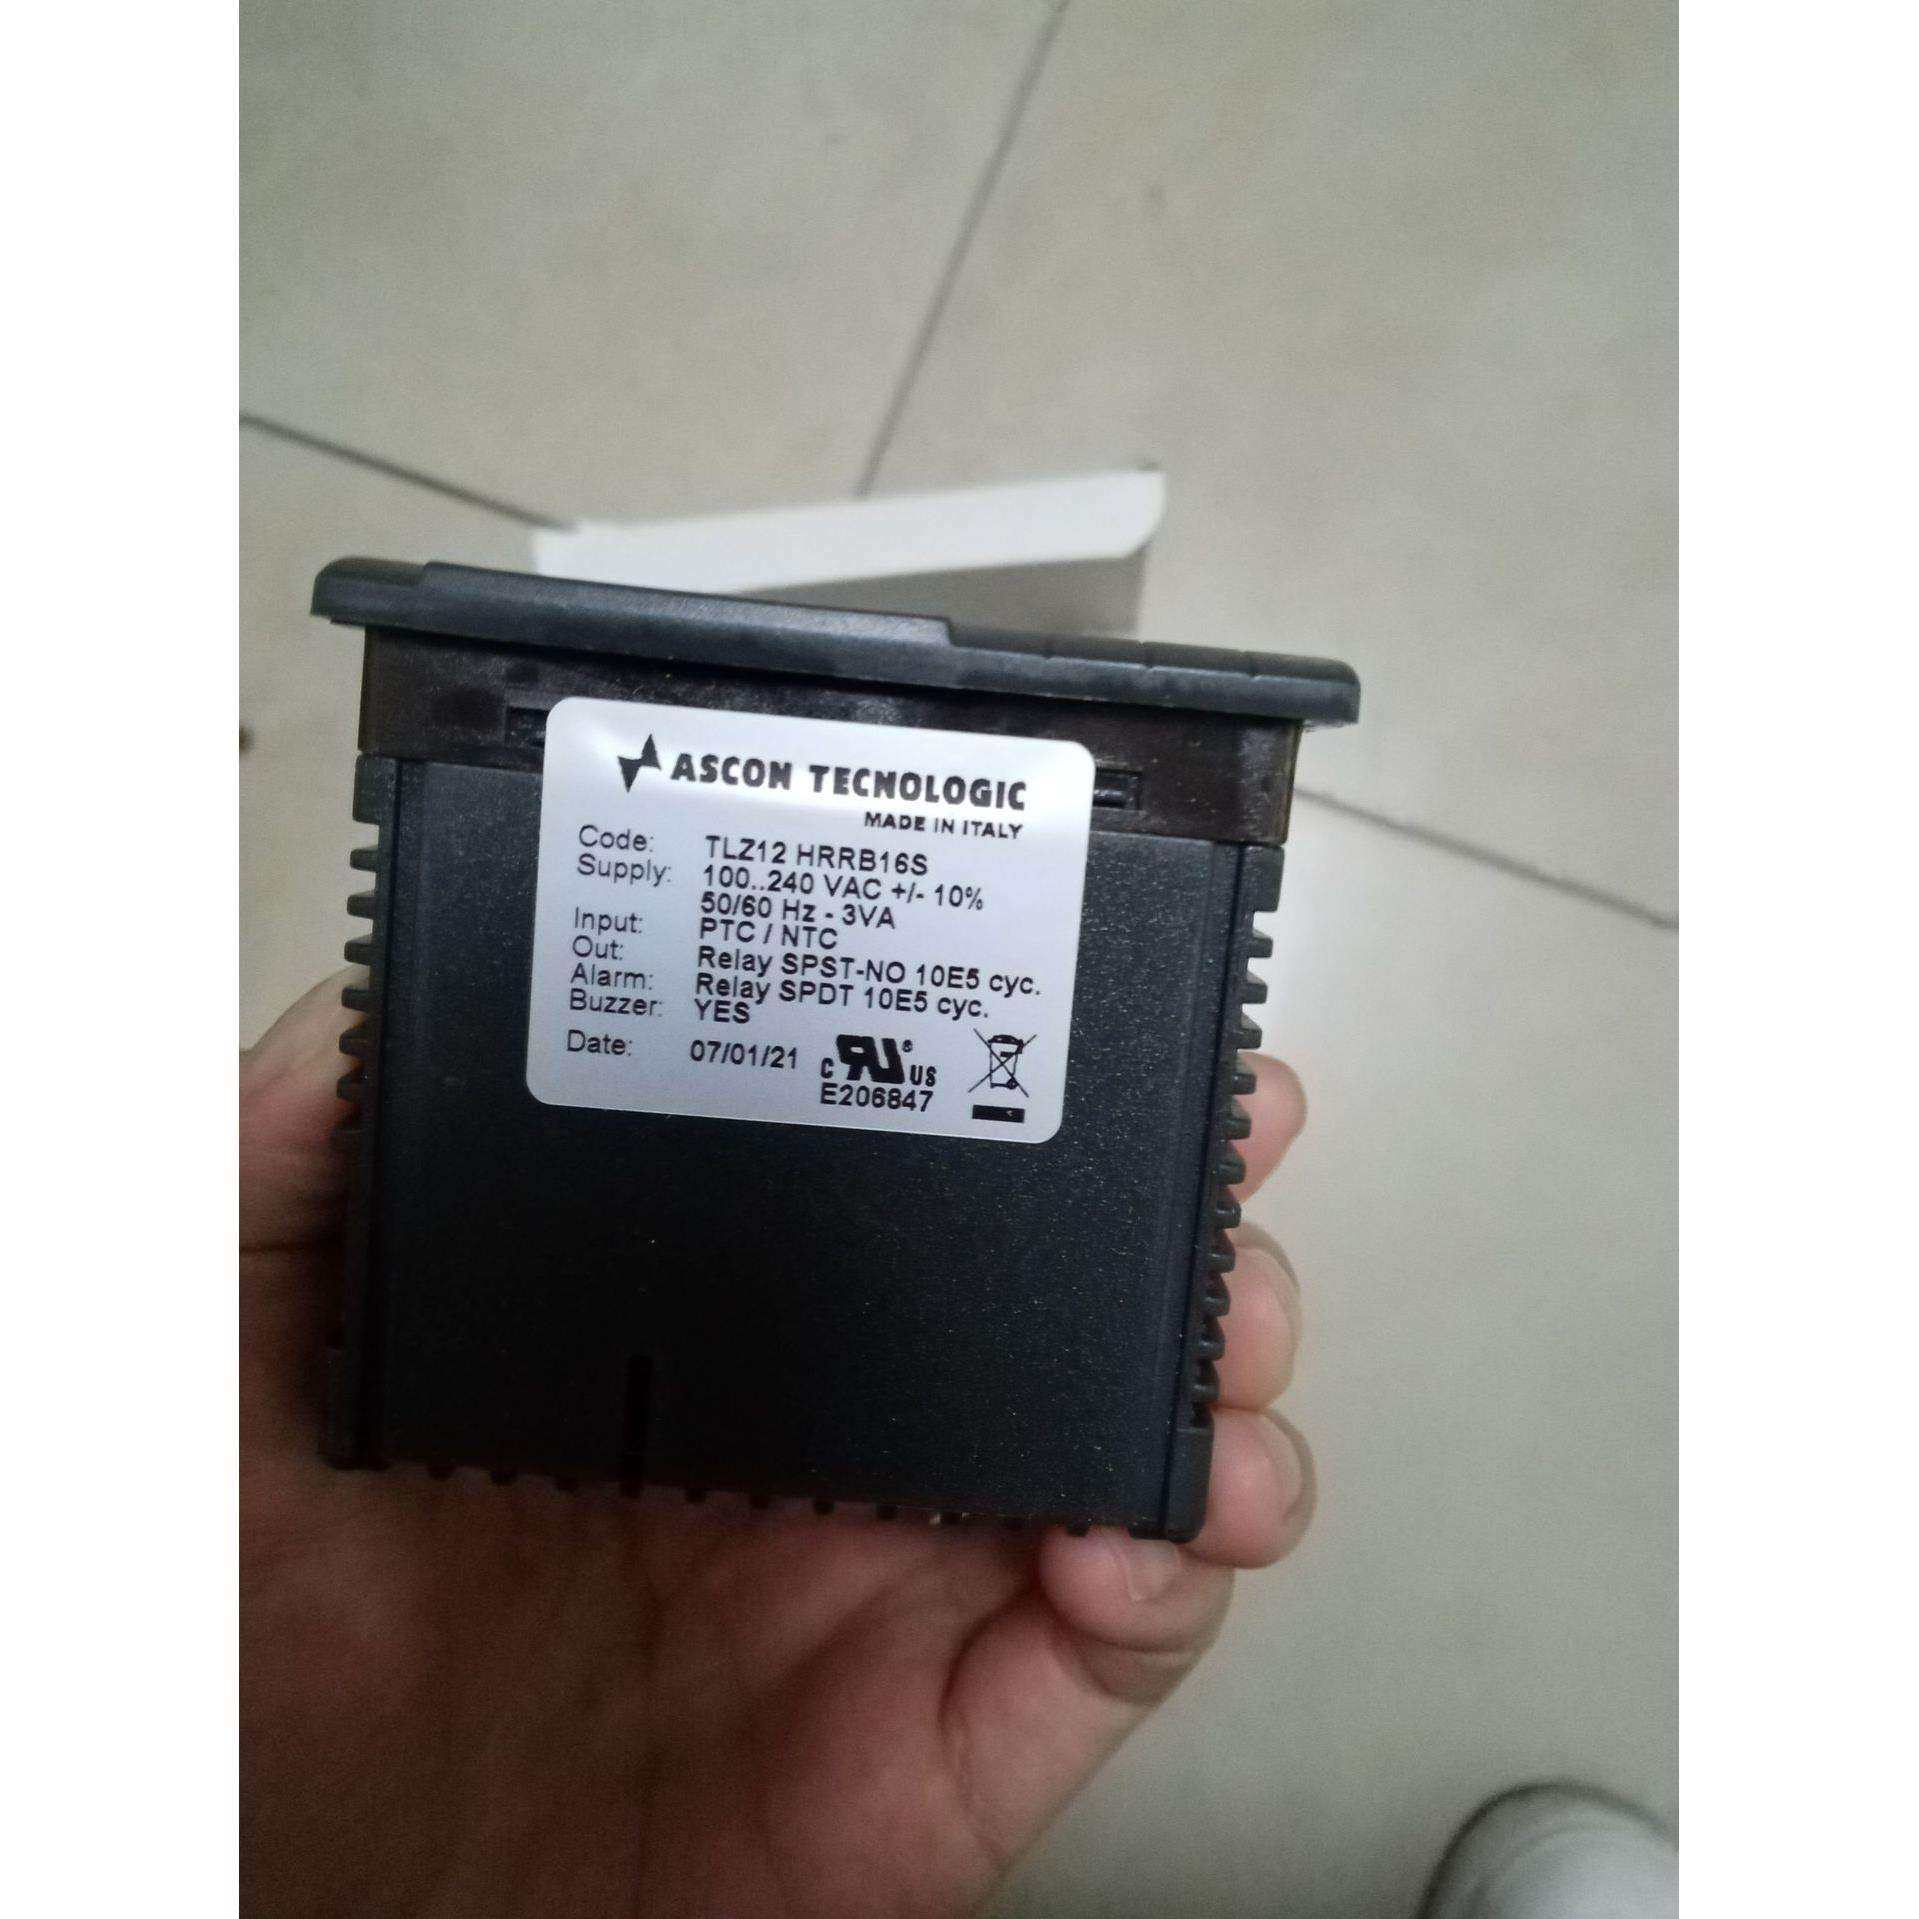 ASCON TECNOLOGIC
MADE IN ITALY
Code: TLZ12 HRRB16S
Supply: 100..240 VAC +/- 10%
50/60 Hz - 3VA
Input: PTC / NTC
Out: Relay SPST-NO 10E5 cyc.
Alarm: Relay SPDT 10E5 cyc.
Buzzer: YES
Date: 07/01/21
C RU® US
E206847